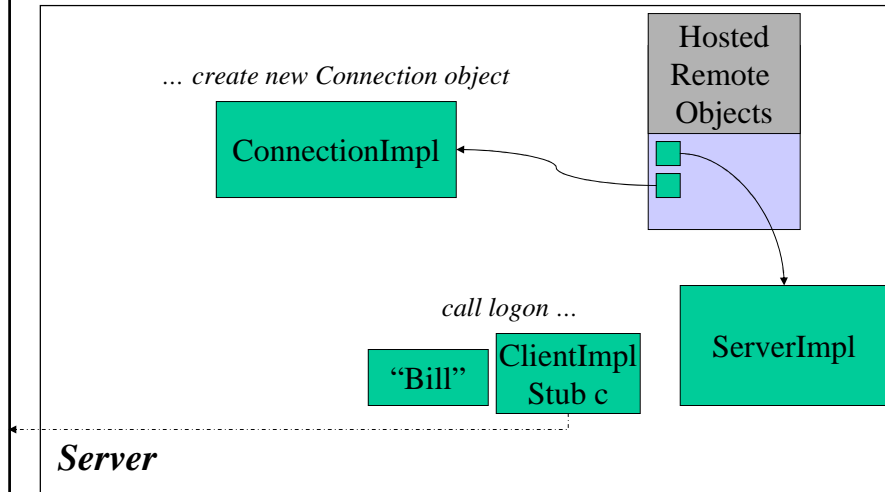 Hosted
Remote
Objects
… create new Connection object
ConnectionImpl
call logon …
“Bill”
ClientImpl
Stub c
ServerImpl
Server